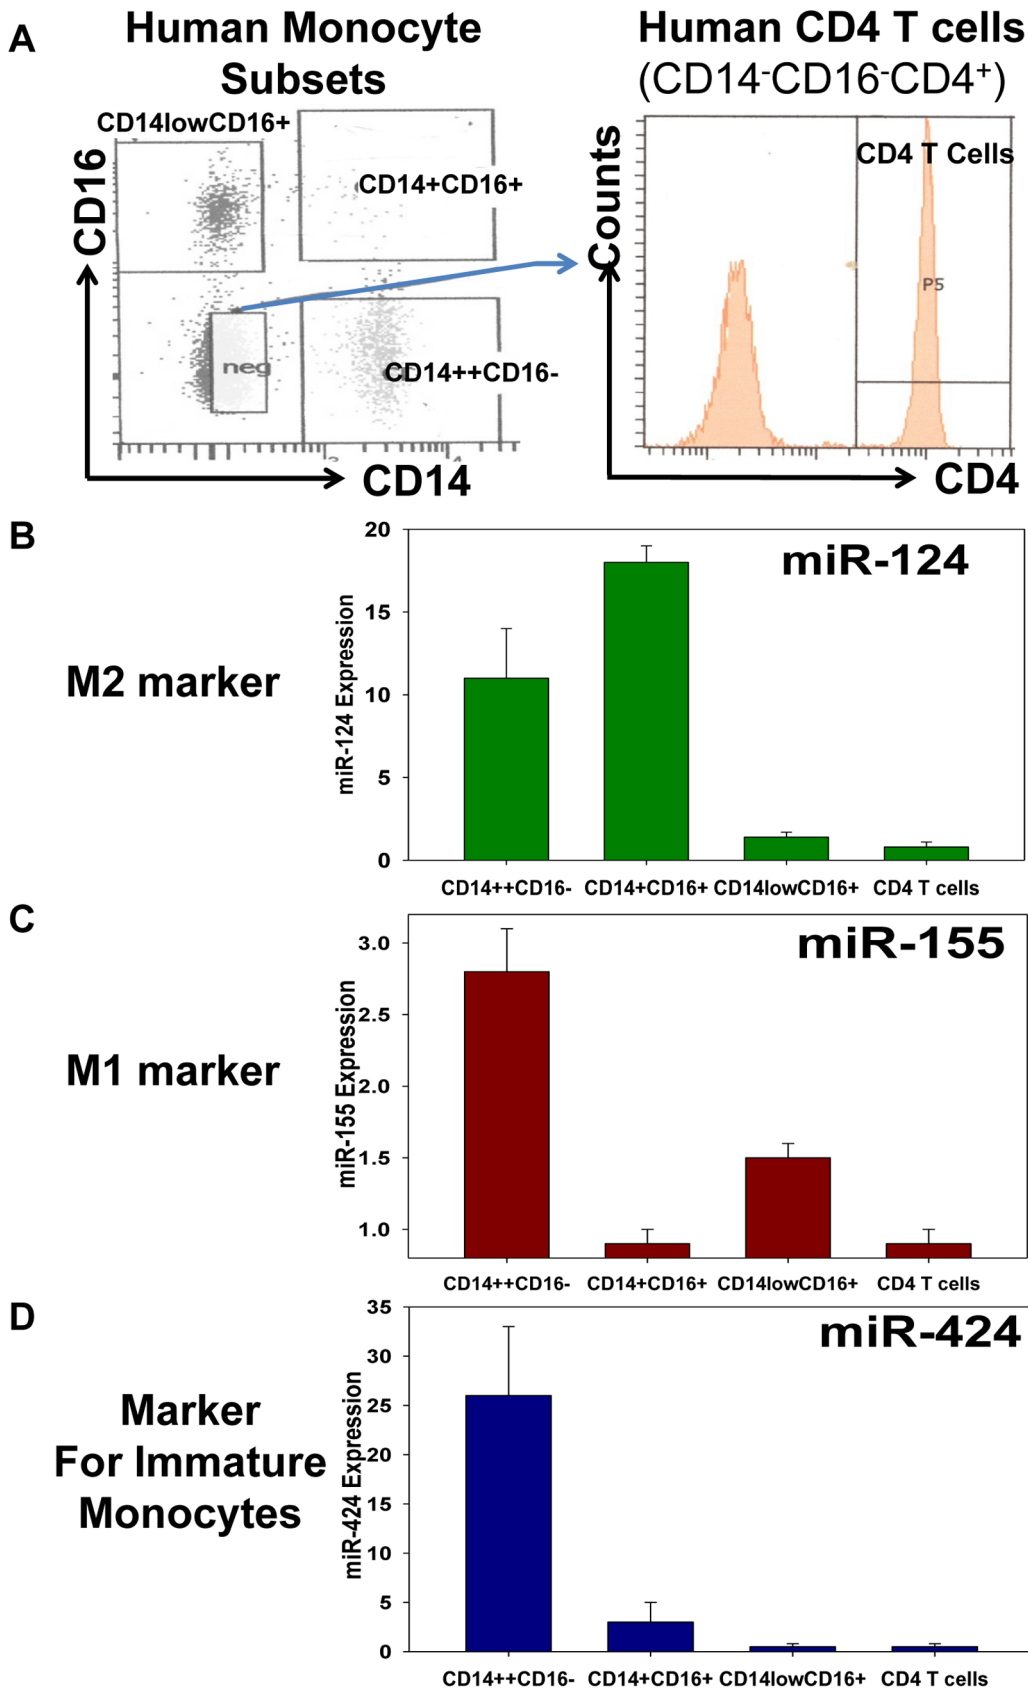 A
Human Monocyte
Subsets
Human CD4 T cells
(CD14-CD16-CD4+)
CD14lowCD16+
CD14+CD16+
neg
CD14++CD16-
CD16
CD14
CD4 T Cells
P5
Counts
CD4
B
M2 marker
miR-124
miR-124 Expression
20
15
10
5
0
CD14++CD16- CD14+CD16+ CD14lowCD16+ CD4 T cells
C
M1 marker
miR-155
miR-155 Expression
3.0
2.5
2.0
1.5
1.0
CD14++CD16- CD14+CD16+ CD14lowCD16+ CD4 T cells
D
Marker
For Immature
Monocytes
miR-424
miR-424 Expression
35
30
25
20
15
10
5
0
CD14++CD16- CD14+CD16+ CD14lowCD16+ CD4 T cells